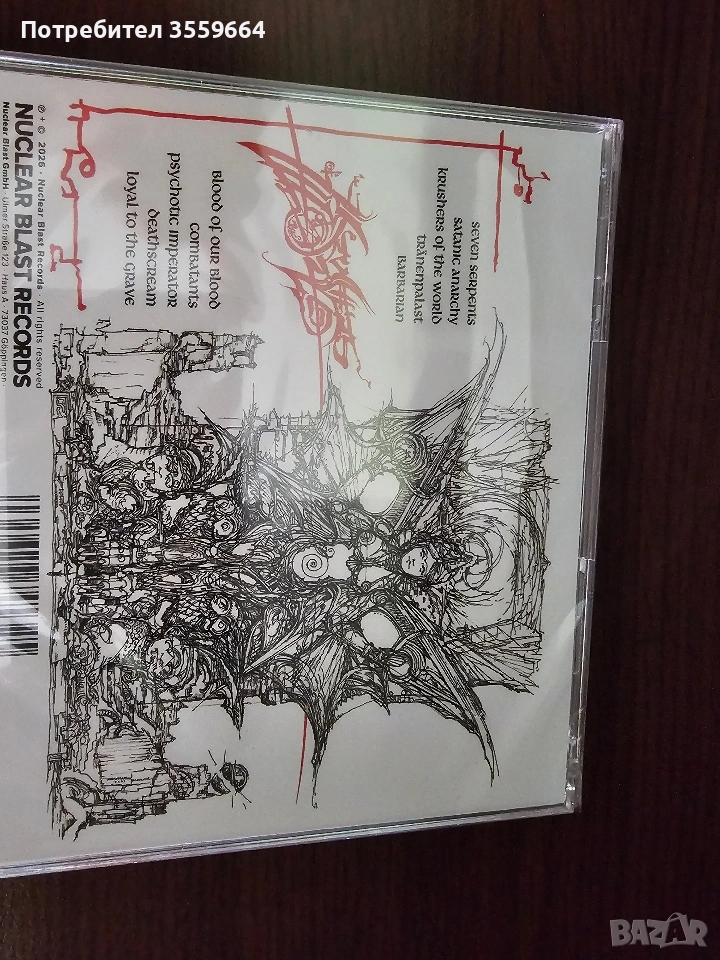 Потребител 3559664
SEVEN SERPENTS
SATANIC ANARCHY
KRUSHERS OF THE WORLD
TRÄNENPALAST
BARBARIAN
BLOOD OF OUR BLOOD
COMBATANTS
PSYCHOTIC IMPERATOR
DEATHSCREAM
LOYAL TO THE GRAVE
℗ + © 2026 · Nuclear Blast Records · All rights reserved
NUCLEAR BLAST RECORDS
Nuclear Blast GmbH · Ulmer Straße 123 · Haus A · 73037 Göppingen ·
BAZAR